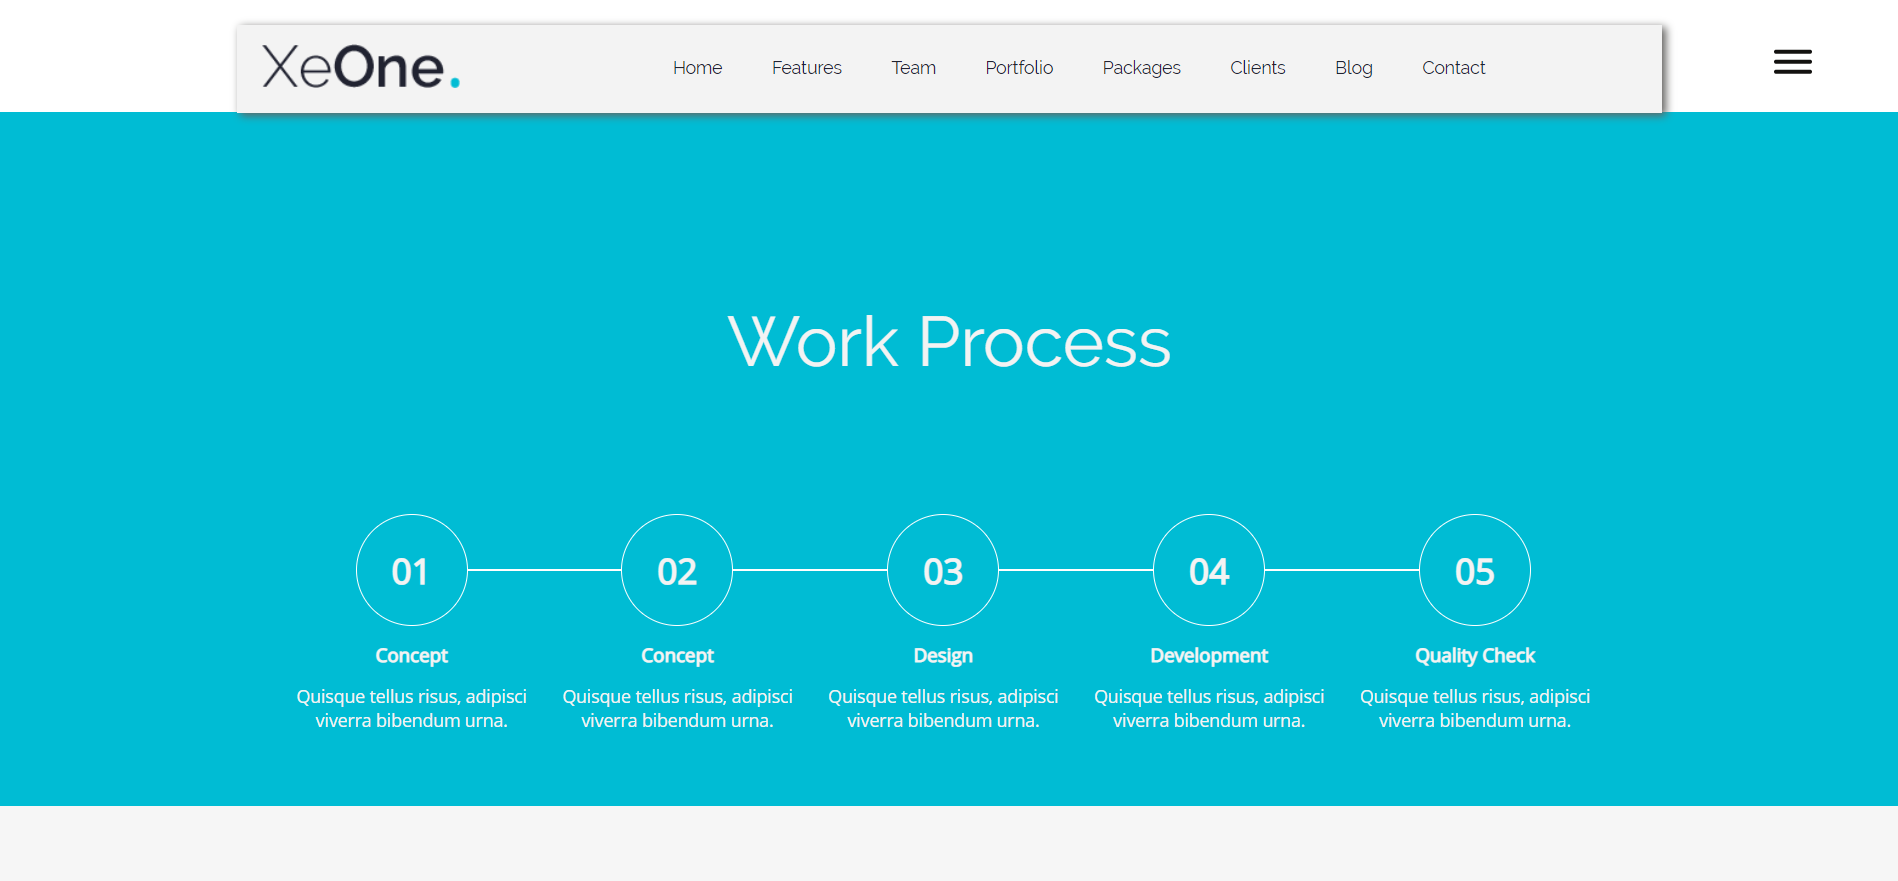 XeOne.
Home Features Team Portfolio Packages Clients Blog Contact
Work Process
01 02 03 04 05
Concept Concept Design Development Quality Check
Quisque tellus risus, adipisci Quisque tellus risus, adipisci Quisque tellus risus, adipisci Quisque tellus risus, adipisci Quisque tellus risus, adipisci
viverra bibendum urna. viverra bibendum urna. viverra bibendum urna. viverra bibendum urna. viverra bibendum urna.